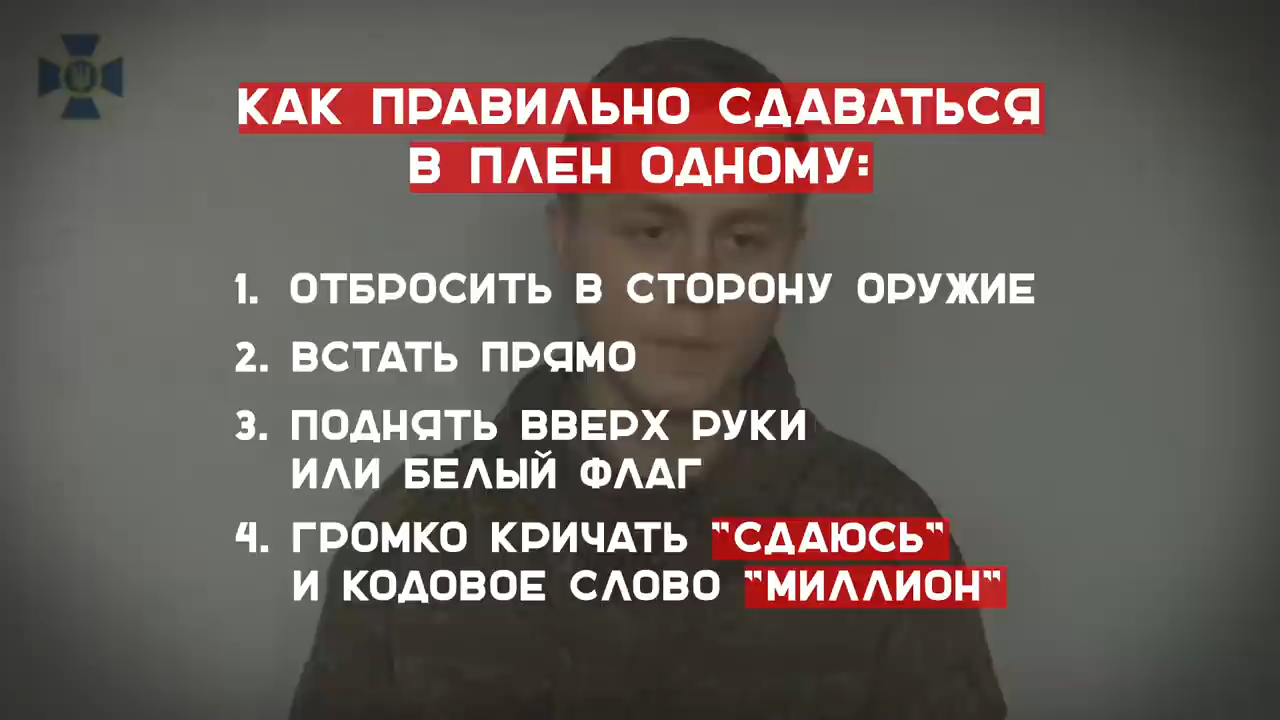 КАК ПРАВИЛЬНО СДАВАТЬСЯ
В ПЛЕН ОДНОМУ:
1. ОТБРОСИТЬ В СТОРОНУ ОРУЖИЕ
2. ВСТАТЬ ПРЯМО
3. ПОДНЯТЬ ВВЕРХ РУКИ
ИЛИ БЕЛЫЙ ФЛАГ
4. ГРОМКО КРИЧАТЬ "СДАЮСЬ"
И КОДОВОЕ СЛОВО "МИЛЛИОН"